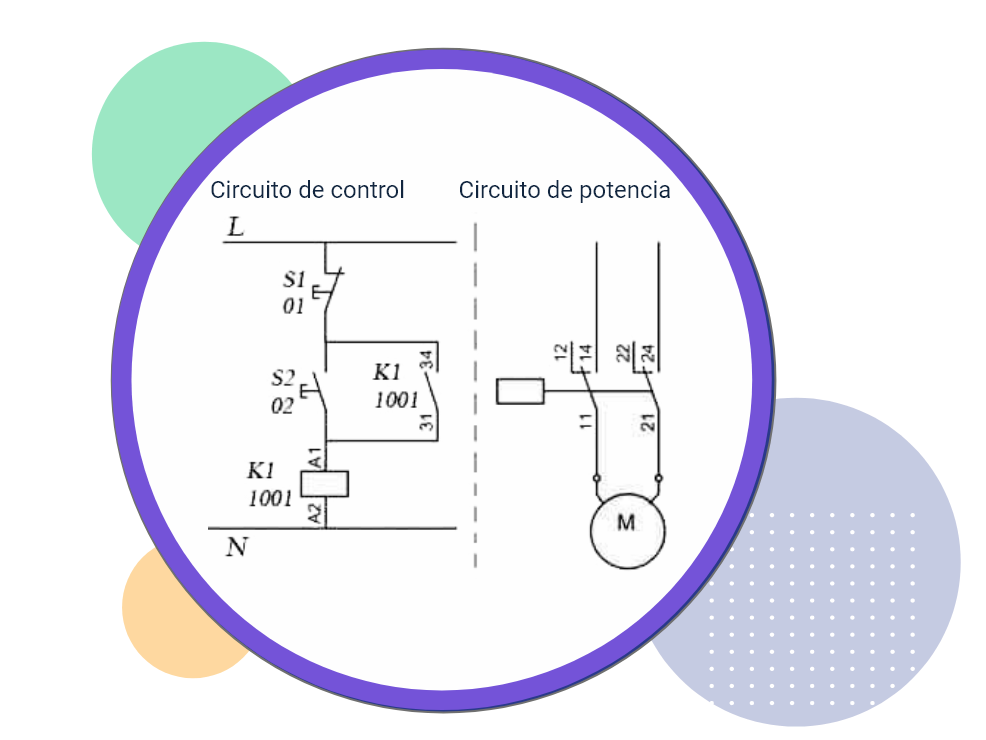 Circuito de control
Circuito de potencia
L
S1
01
S2
02
K1
1001
34
31
K1
1001
A1
A2
N
12
14
22
24
11
21
M